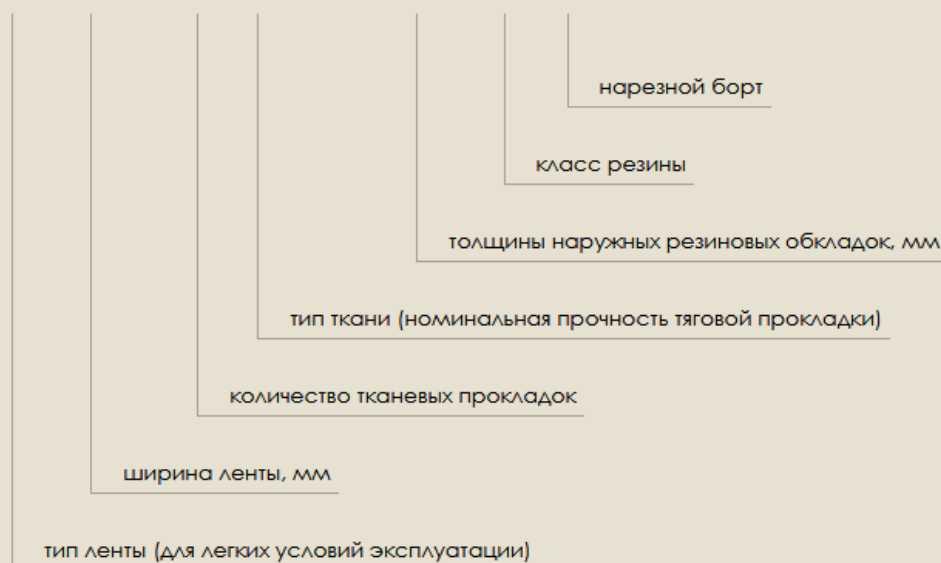 нарезной борт
класс резины
толщины наружных резиновых обкладок, мм
тип ткани (номинальная прочность тяговой прокладки)
количество тканевых прокладок
ширина ленты, мм
тип ленты (для легких условий эксплуатации)